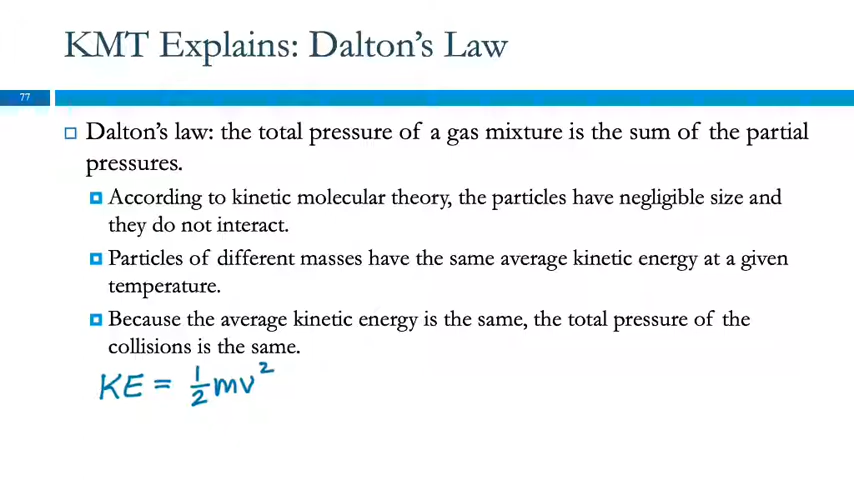 KMT Explains: Dalton's Law
77
Dalton's law: the total pressure of a gas mixture is the sum of the partial
pressures.
According to kinetic molecular theory, the particles have negligible size and
they do not interact.
Particles of different masses have the same average kinetic energy at a given
temperature.
Because the average kinetic energy is the same, the total pressure of the
collisions is the same.
KE = 1/2 mv²